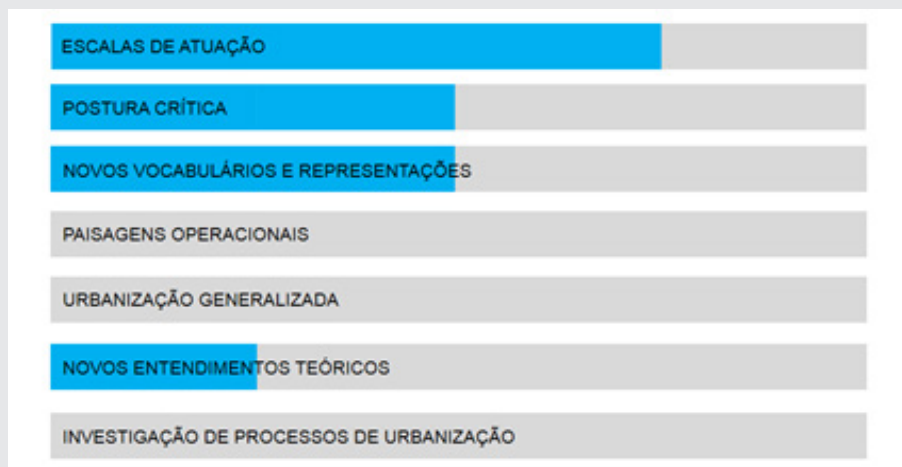 ESCALAS DE ATUAÇÃO
POSTURA CRÍTICA
NOVOS VOCABULÁRIOS E REPRESENTAÇÕES
PAISAGENS OPERACIONAIS
URBANIZAÇÃO GENERALIZADA
NOVOS ENTENDIMENTOS TEÓRICOS
INVESTIGAÇÃO DE PROCESSOS DE URBANIZAÇÃO